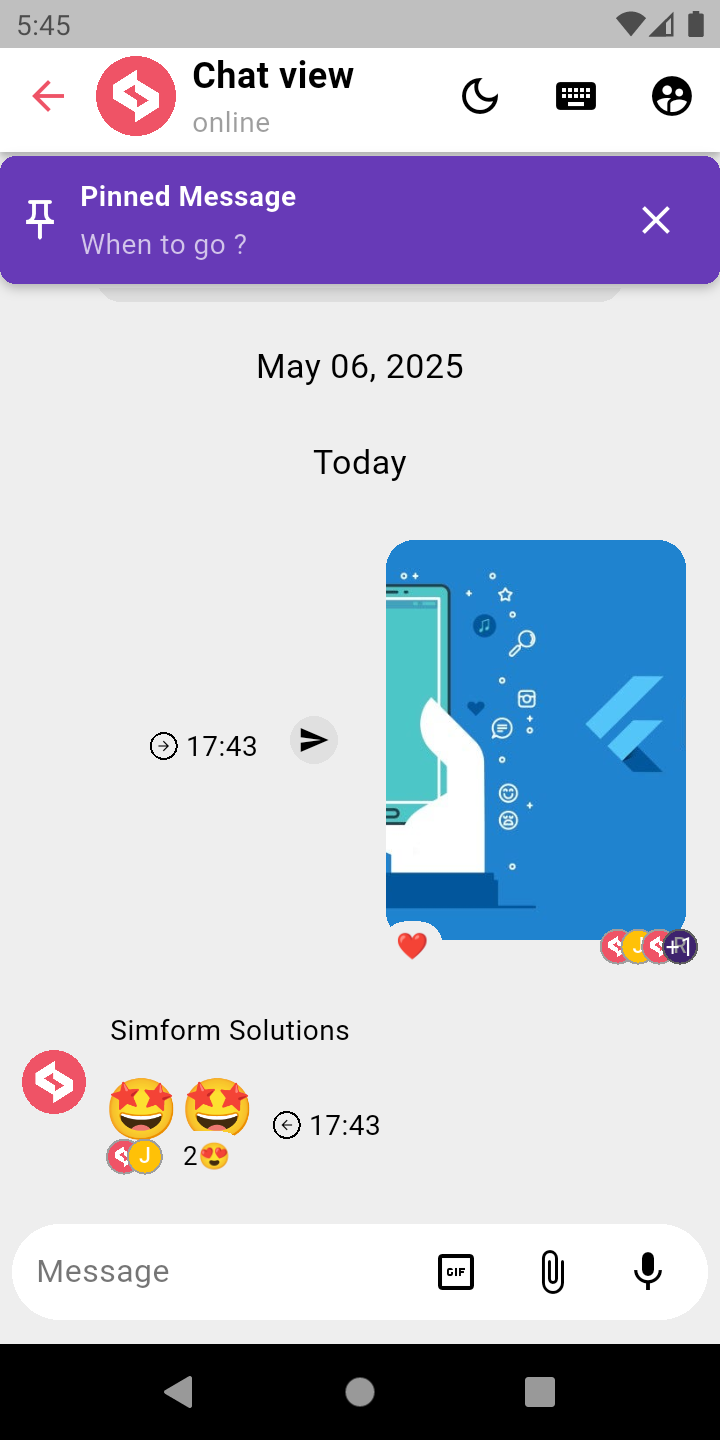 5:45
Chat view
online
Pinned Message
When to go ?
May 06, 2025
Today
17:43
J +1
Simform Solutions
17:43
J 2
Message
GIF